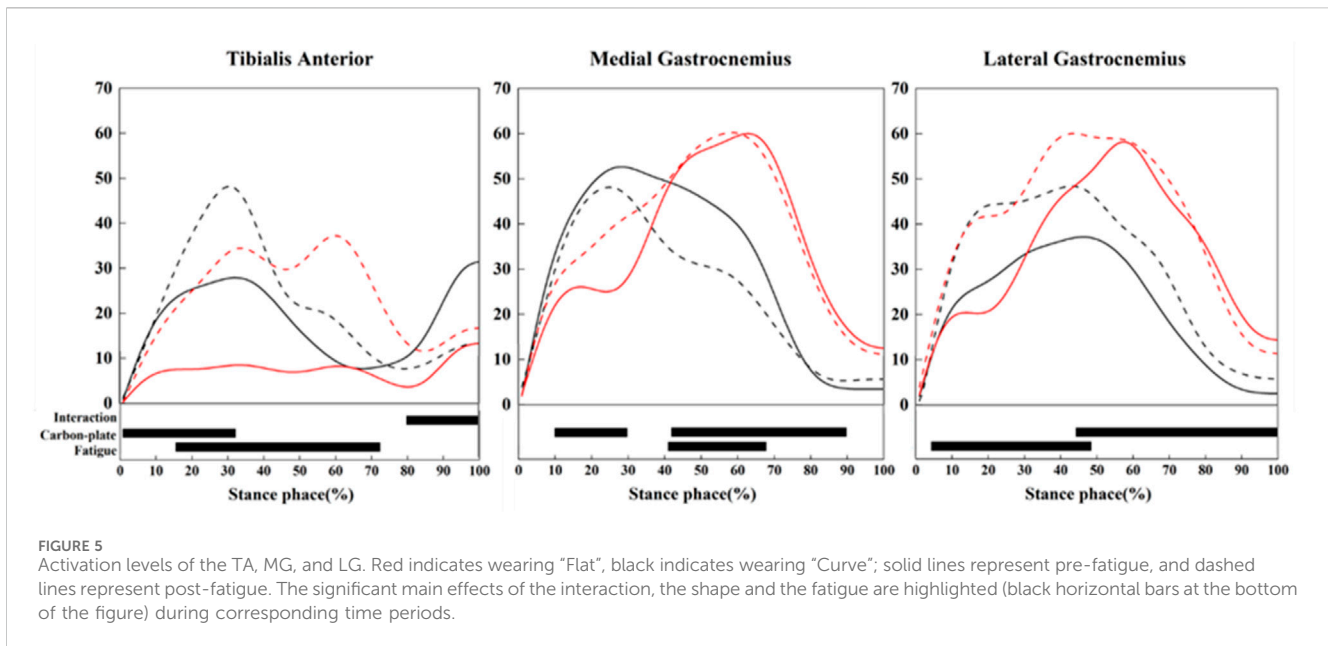 Tibialis Anterior
Medial Gastrocnemius
Lateral Gastrocnemius
70
60
50
40
30
20
10
0
70
60
50
40
30
20
10
0
70
60
50
40
30
20
10
0
Interaction
Carbon-plate
Fatigue
0 10 20 30 40 50 60 70 80 90 100
0 10 20 30 40 50 60 70 80 90 100
0 10 20 30 40 50 60 70 80 90 100
Stance phace(%)
Stance phace(%)
Stance phace(%)
FIGURE 5
Activation levels of the TA, MG, and LG. Red indicates wearing “Flat”, black indicates wearing “Curve”; solid lines represent pre-fatigue, and dashed
lines represent post-fatigue. The significant main effects of the interaction, the shape and the fatigue are highlighted (black horizontal bars at the bottom
of the figure) during corresponding time periods.